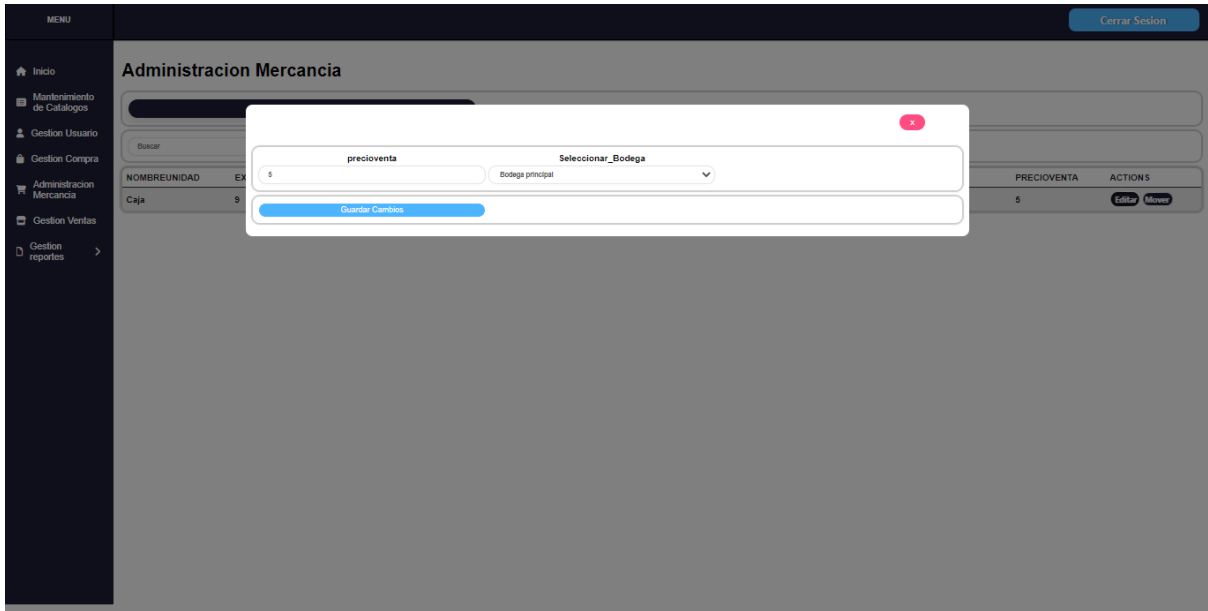 MENU
Cerrar Sesion
Inicio
Mantenimiento
de Catalogos
Gestion Usuario
Gestion Compra
Administracion
Mercancia
Gestion Ventas
Gestion
reportes
Administracion Mercancia
Buscar
NOMBREUNIDAD EX PRECIOVENTA ACTIONS
Caja 9 5 Editar Mover
x
precioventa Seleccionar_Bodega
5 Bodega principal
Guardar Cambios